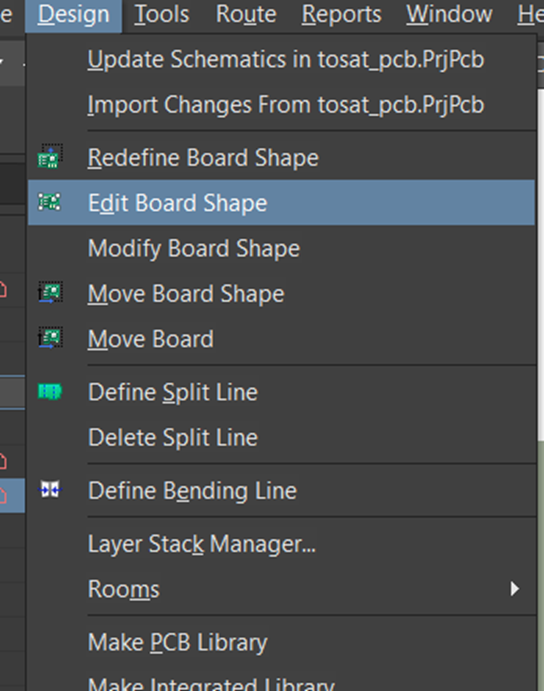 Design Tools Route Reports Window He
Update Schematics in tosat_pcb.PrjPcb
Import Changes From tosat_pcb.PrjPcb
Redefine Board Shape
Edit Board Shape
Modify Board Shape
Move Board Shape
Move Board
Define Split Line
Delete Split Line
Define Bending Line
Layer Stack Manager...
Rooms
Make PCB Library
Make Integrated Library